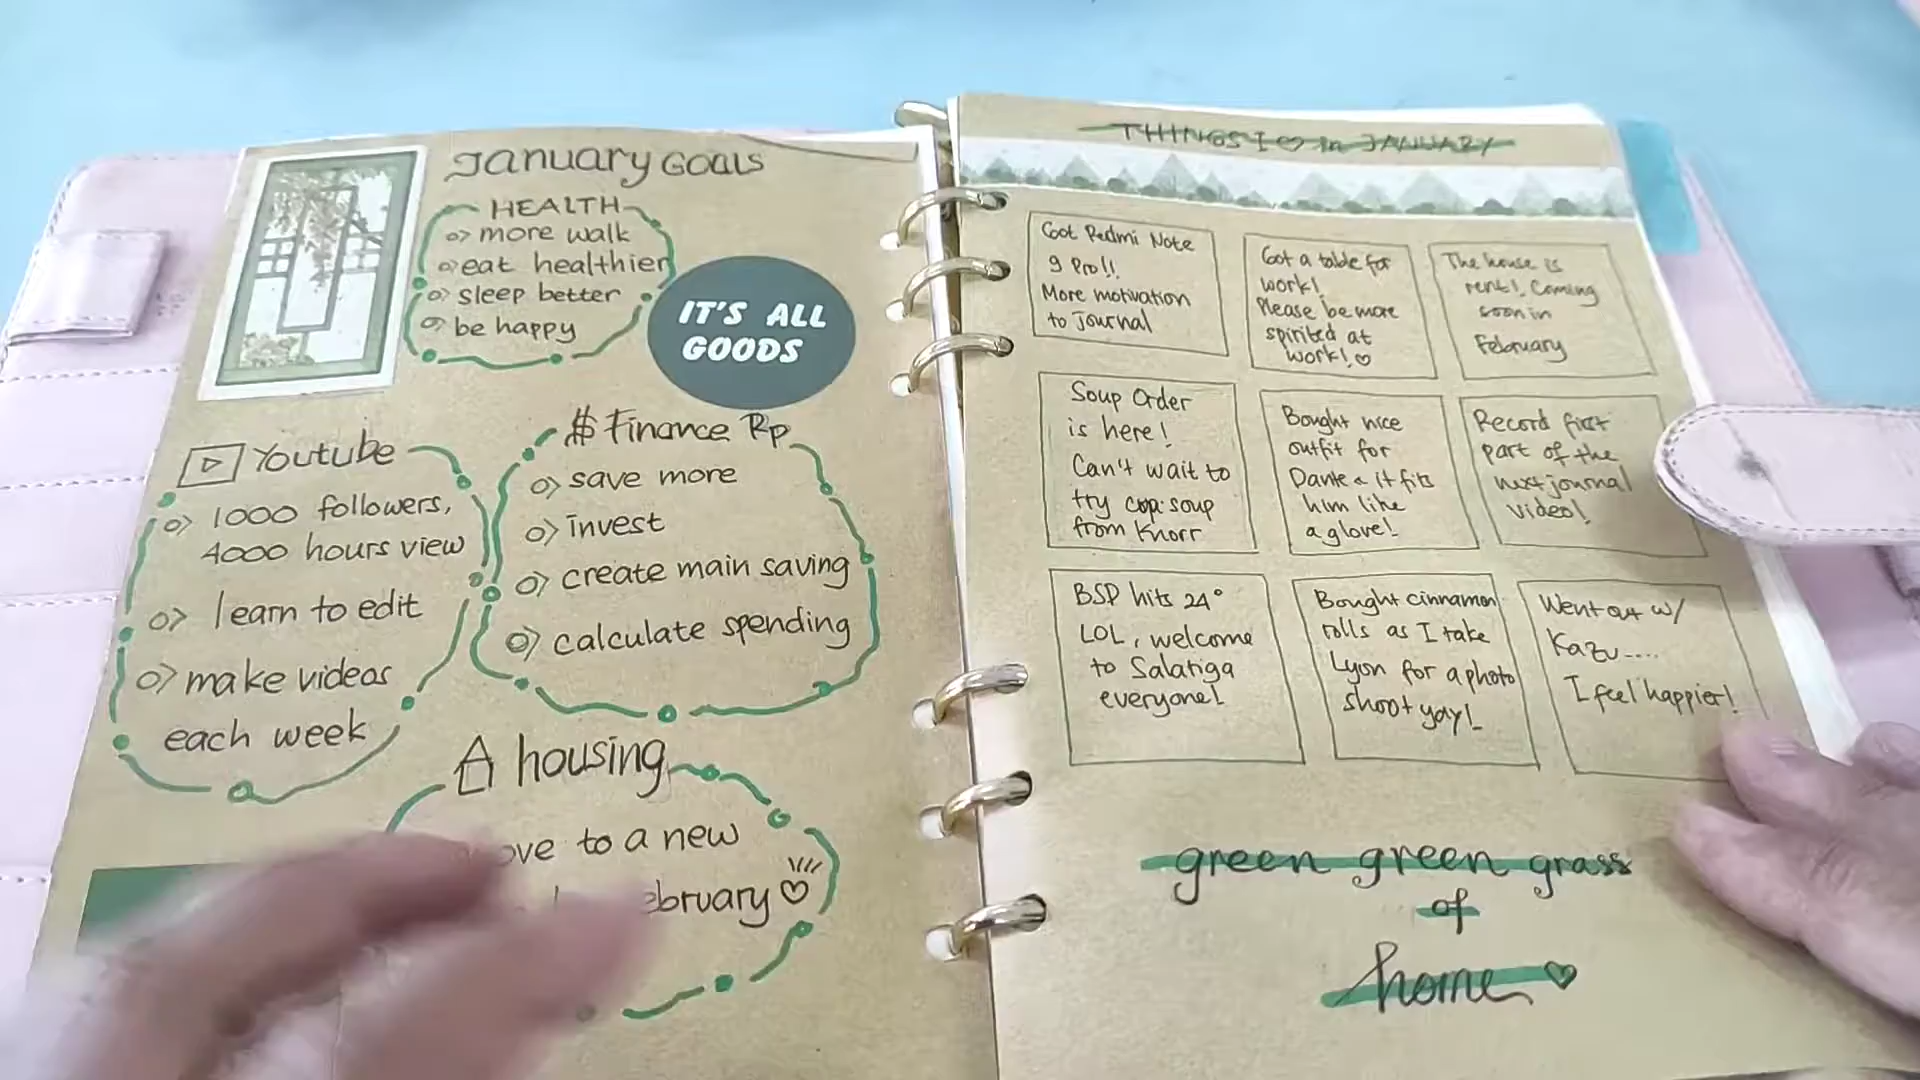 January GOALS
HEALTH
more walk
eat healthier
sleep better
be happy
IT'S ALL
GOODS
Youtube
1000 followers,
4000 hours view
learn to edit
make videos
each week
$ Finance Rp
save more
invest
create main saving
calculate spending
housing
to a new
THINGS I ♡ in JANUARY
Got Redmi Note
9 Pro!!
More motivation
to Journal
Got a table for
work!
Please be more
spirited at
work! ♡
The house is
rent! Coming
soon in
February
Soup Order
is here!
Can't wait to
try cup soup
from Knorr
Bought nice
outfit for
Dante & it fits
him like
a glove!
Record first
part of the
next journal
video!
BSD hits 24°
LOL, welcome
to Salatiga
everyone!
Bought cinnamon
rolls as I take
Lyon for a photo
shoot yay!
Went out w/
Kazu....
I feel happier!
green green grass
of
home ♡